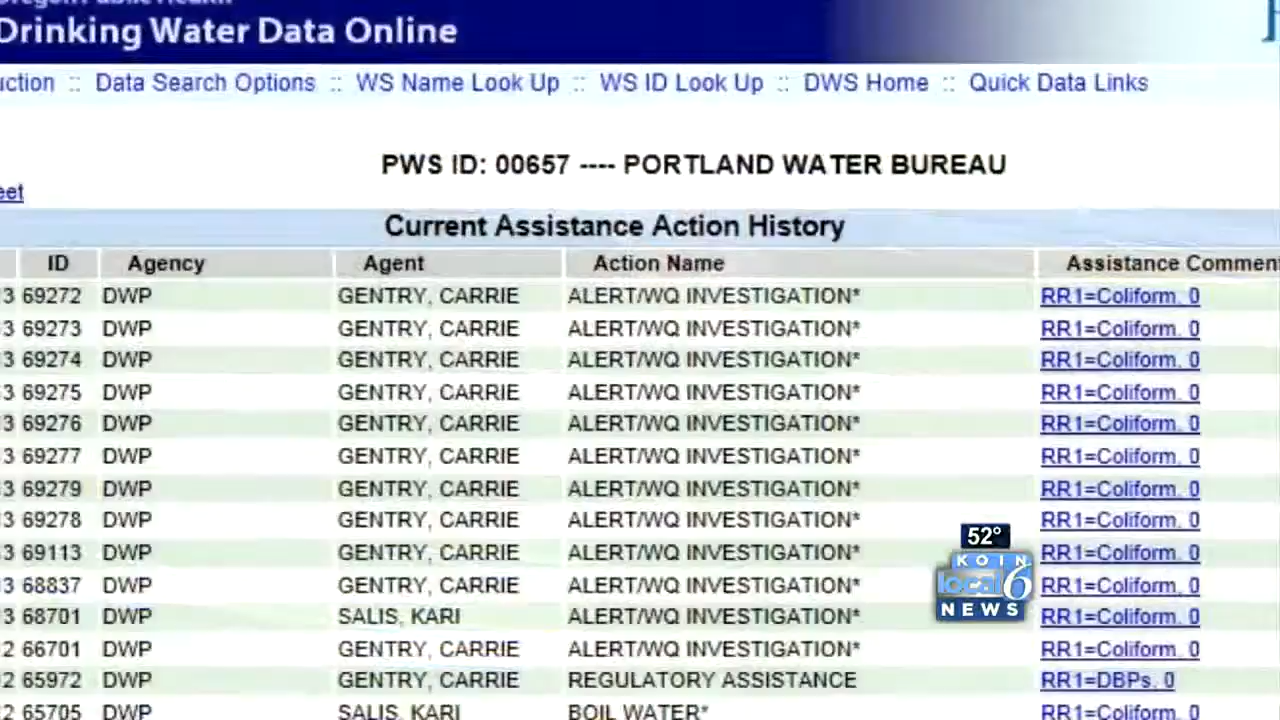 Oregon Public Health
Drinking Water Data Online
uction :: Data Search Options :: WS Name Look Up :: WS ID Look Up :: DWS Home :: Quick Data Links
PWS ID: 00657 ---- PORTLAND WATER BUREAU
eet
Current Assistance Action History
ID Agency Agent Action Name Assistance Comment
3 69272 DWP GENTRY, CARRIE ALERT/WQ INVESTIGATION* RR1=Coliform, 0
3 69273 DWP GENTRY, CARRIE ALERT/WQ INVESTIGATION* RR1=Coliform, 0
3 69274 DWP GENTRY, CARRIE ALERT/WQ INVESTIGATION* RR1=Coliform, 0
3 69275 DWP GENTRY, CARRIE ALERT/WQ INVESTIGATION* RR1=Coliform, 0
3 69276 DWP GENTRY, CARRIE ALERT/WQ INVESTIGATION* RR1=Coliform, 0
3 69277 DWP GENTRY, CARRIE ALERT/WQ INVESTIGATION* RR1=Coliform, 0
3 69279 DWP GENTRY, CARRIE ALERT/WQ INVESTIGATION* RR1=Coliform, 0
3 69278 DWP GENTRY, CARRIE ALERT/WQ INVESTIGATION* RR1=Coliform, 0
3 69113 DWP GENTRY, CARRIE ALERT/WQ INVESTIGATION* RR1=Coliform, 0
3 68837 DWP GENTRY, CARRIE ALERT/WQ INVESTIGATION* RR1=Coliform, 0
3 68701 DWP SALIS, KARI ALERT/WQ INVESTIGATION* RR1=Coliform, 0
2 66701 DWP GENTRY, CARRIE ALERT/WQ INVESTIGATION* RR1=Coliform, 0
2 65972 DWP GENTRY, CARRIE REGULATORY ASSISTANCE RR1=DBPs, 0
2 65705 DWP SALIS, KARI BOIL WATER* RR1=Coliform, 0
52°
KOIN
local 6
NEWS